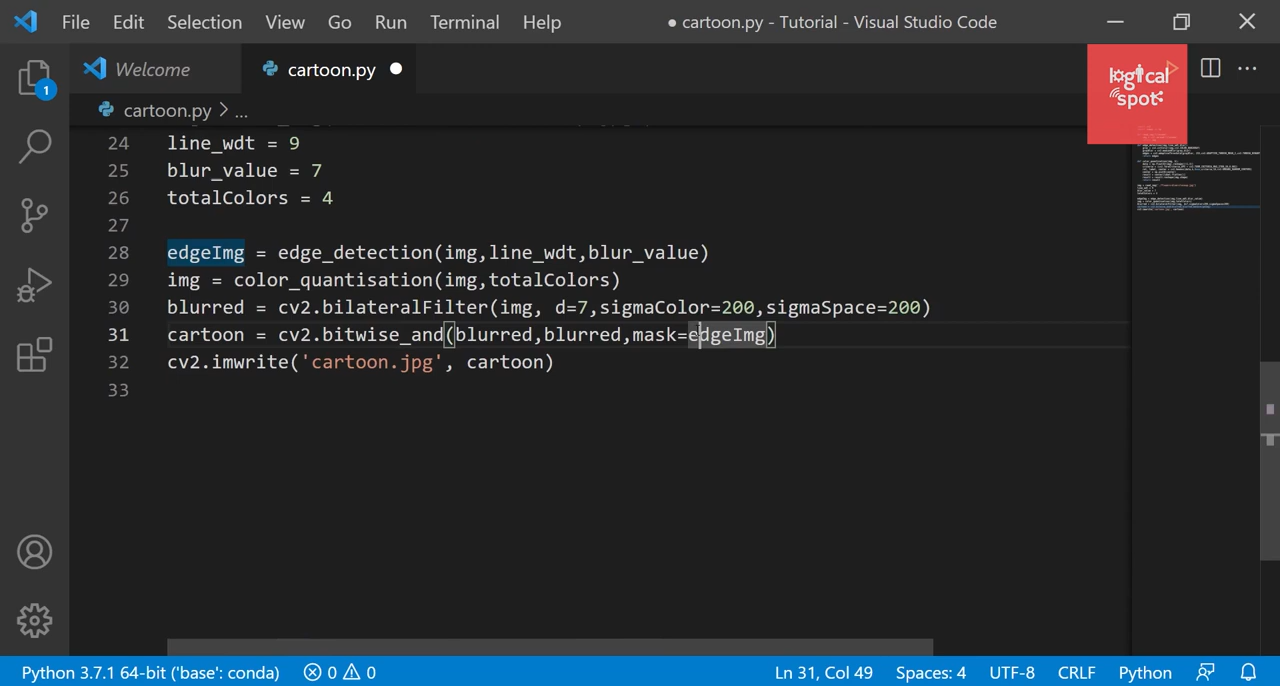 File Edit Selection View Go Run Terminal Help ● cartoon.py - Tutorial - Visual Studio Code
Welcome cartoon.py ●
logical spot
cartoon.py > ...
1
24 line_wdt = 9
25 blur_value = 7
26 totalColors = 4
27
28 edgeImg = edge_detection(img,line_wdt,blur_value)
29 img = color_quantisation(img,totalColors)
30 blurred = cv2.bilateralFilter(img, d=7,sigmaColor=200,sigmaSpace=200)
31 cartoon = cv2.bitwise_and(blurred,blurred,mask=edgeImg)
32 cv2.imwrite('cartoon.jpg', cartoon)
33
Python 3.7.1 64-bit ('base': conda) 0 0 Ln 31, Col 49 Spaces: 4 UTF-8 CRLF Python